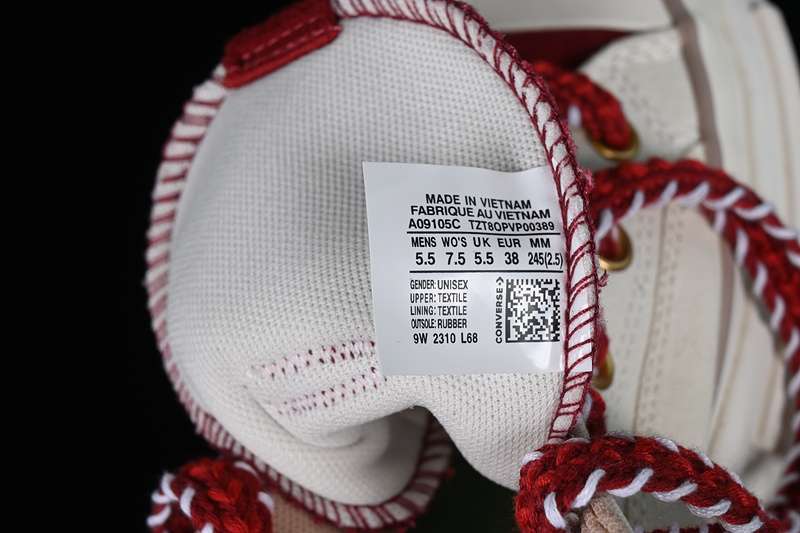 MADE IN VIETNAM
FABRIQUE AU VIETNAM
A09105C TZT8OPVP00389
MENS WO'S UK EUR MM
5.5 7.5 5.5 38 245(2.5)
GENDER:UNISEX
UPPER:TEXTILE
LINING:TEXTILE
OUTSOLE:RUBBER
9W 2310 L68
CONVERSE